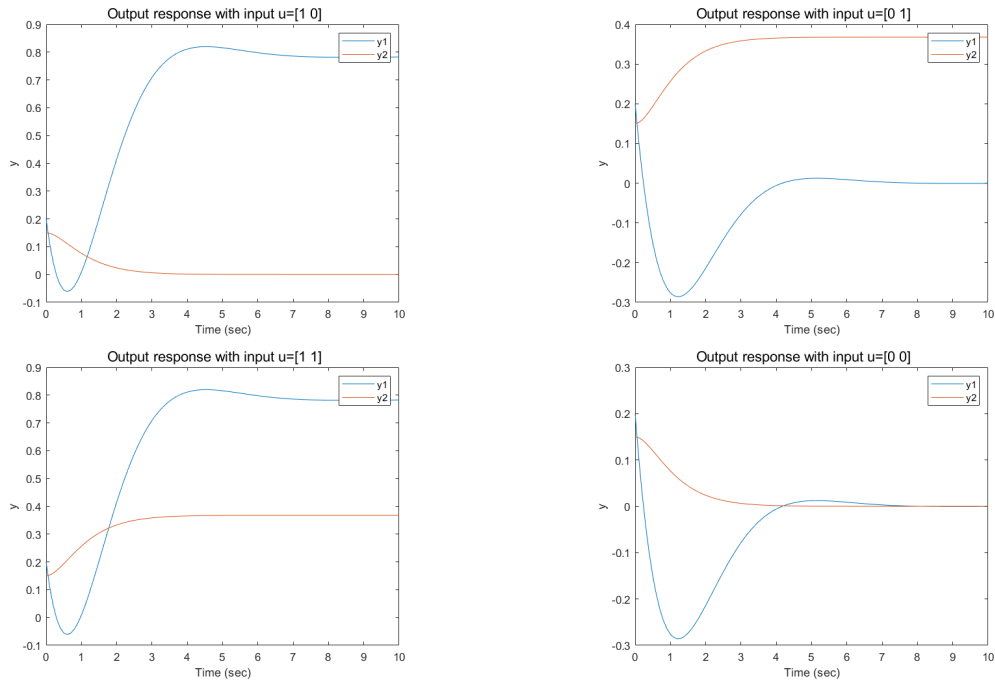 Output response with input u=[1 0]
0.9
0.8
0.7
0.6
0.5
0.4
0.3
0.2
0.1
0
-0.1
y
y1
y2
0 1 2 3 4 5 6 7 8 9 10
Time (sec)
Output response with input u=[0 1]
0.4
0.3
0.2
0.1
0
-0.1
-0.2
-0.3
y
y1
y2
0 1 2 3 4 5 6 7 8 9 10
Time (sec)
Output response with input u=[1 1]
0.9
0.8
0.7
0.6
0.5
0.4
0.3
0.2
0.1
0
-0.1
y
y1
y2
0 1 2 3 4 5 6 7 8 9 10
Time (sec)
Output response with input u=[0 0]
0.3
0.2
0.1
0
-0.1
-0.2
-0.3
y
y1
y2
0 1 2 3 4 5 6 7 8 9 10
Time (sec)